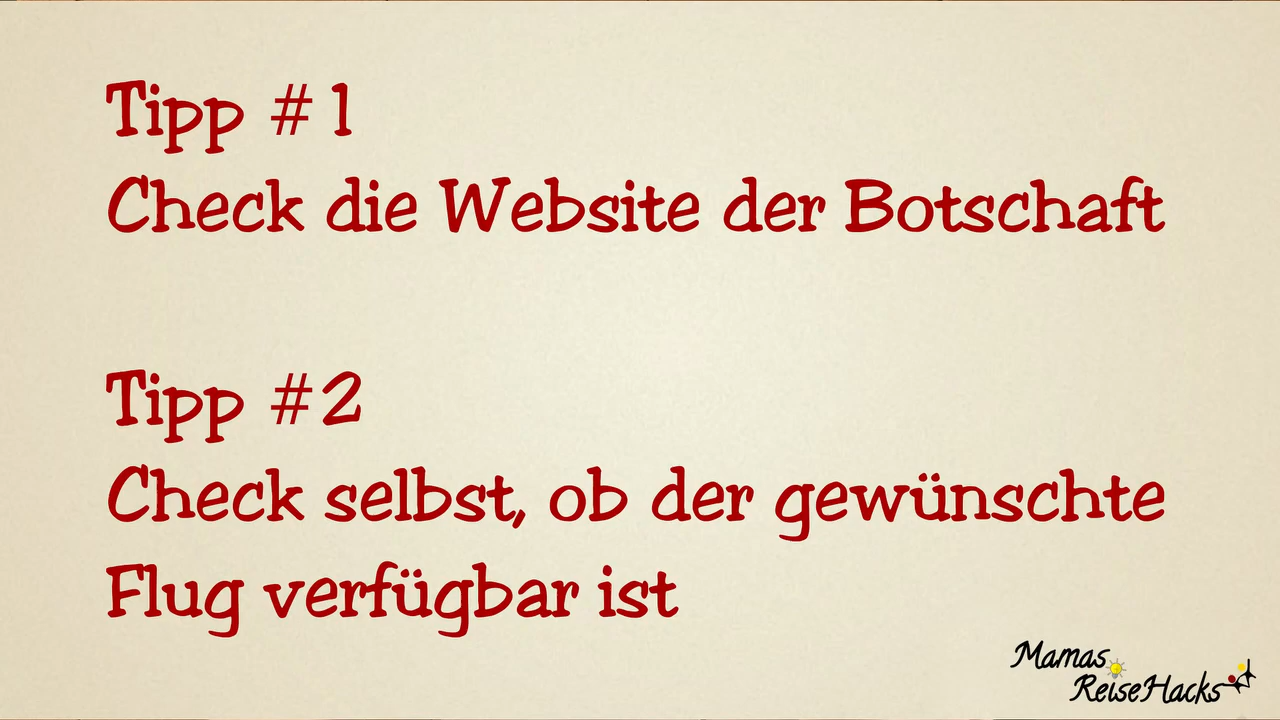 Tipp #1
Check die Website der Botschaft
Tipp #2
Check selbst, ob der gewünschte
Flug verfügbar ist
Mamas
ReiseHacks